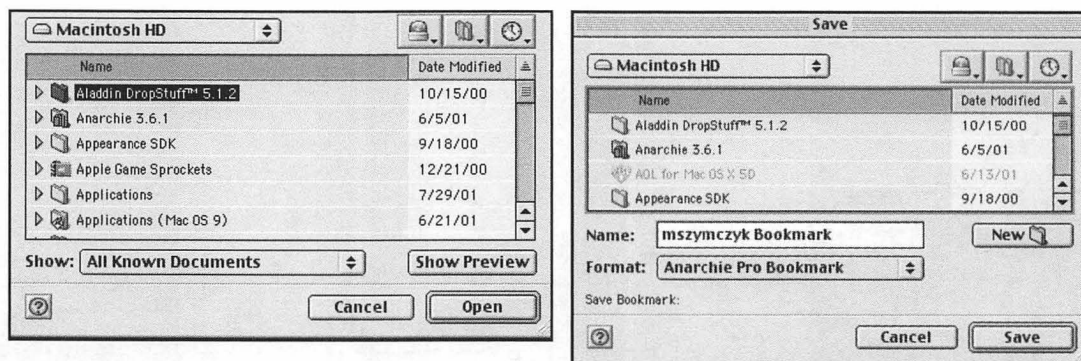 Macintosh HD
Name Date Modified
Aladdin DropStuff™ 5.1.2 10/15/00
Anarchie 3.6.1 6/5/01
Appearance SDK 9/18/00
Apple Game Sprockets 12/21/00
Applications 7/29/01
Applications (Mac OS 9) 6/21/01
Show: All Known Documents Show Preview
? Cancel Open
Save
Macintosh HD
Name Date Modified
Aladdin DropStuff™ 5.1.2 10/15/00
Anarchie 3.6.1 6/5/01
AOL for Mac OS X 5D 6/13/01
Appearance SDK 9/18/00
Name: mszymczyk Bookmark New
Format: Anarchie Pro Bookmark
Save Bookmark:
? Cancel Save